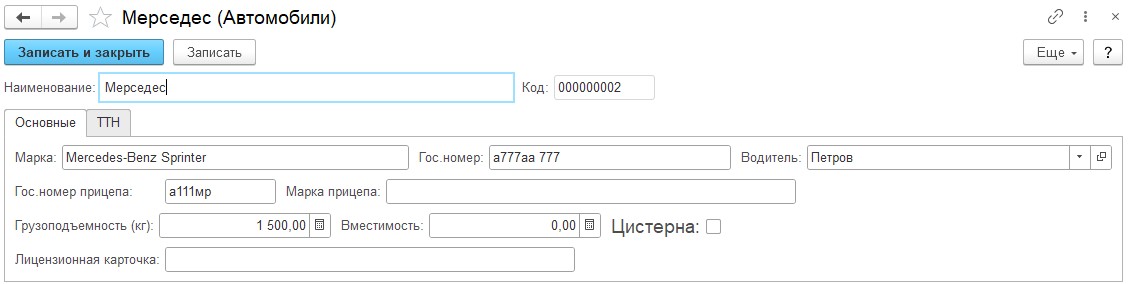 Мерседес (Автомобили)
Записать и закрыть Записать Еще ?
Наименование: Мерседес Код: 000000002
Основные ТТН
Марка: Mercedes-Benz Sprinter Гос.номер: а777аа 777 Водитель: Петров
Гос.номер прицепа: а111мр Марка прицепа:
Грузоподъемность (кг): 1 500,00 Вместимость: 0,00 Цистерна:
Лицензионная карточка: